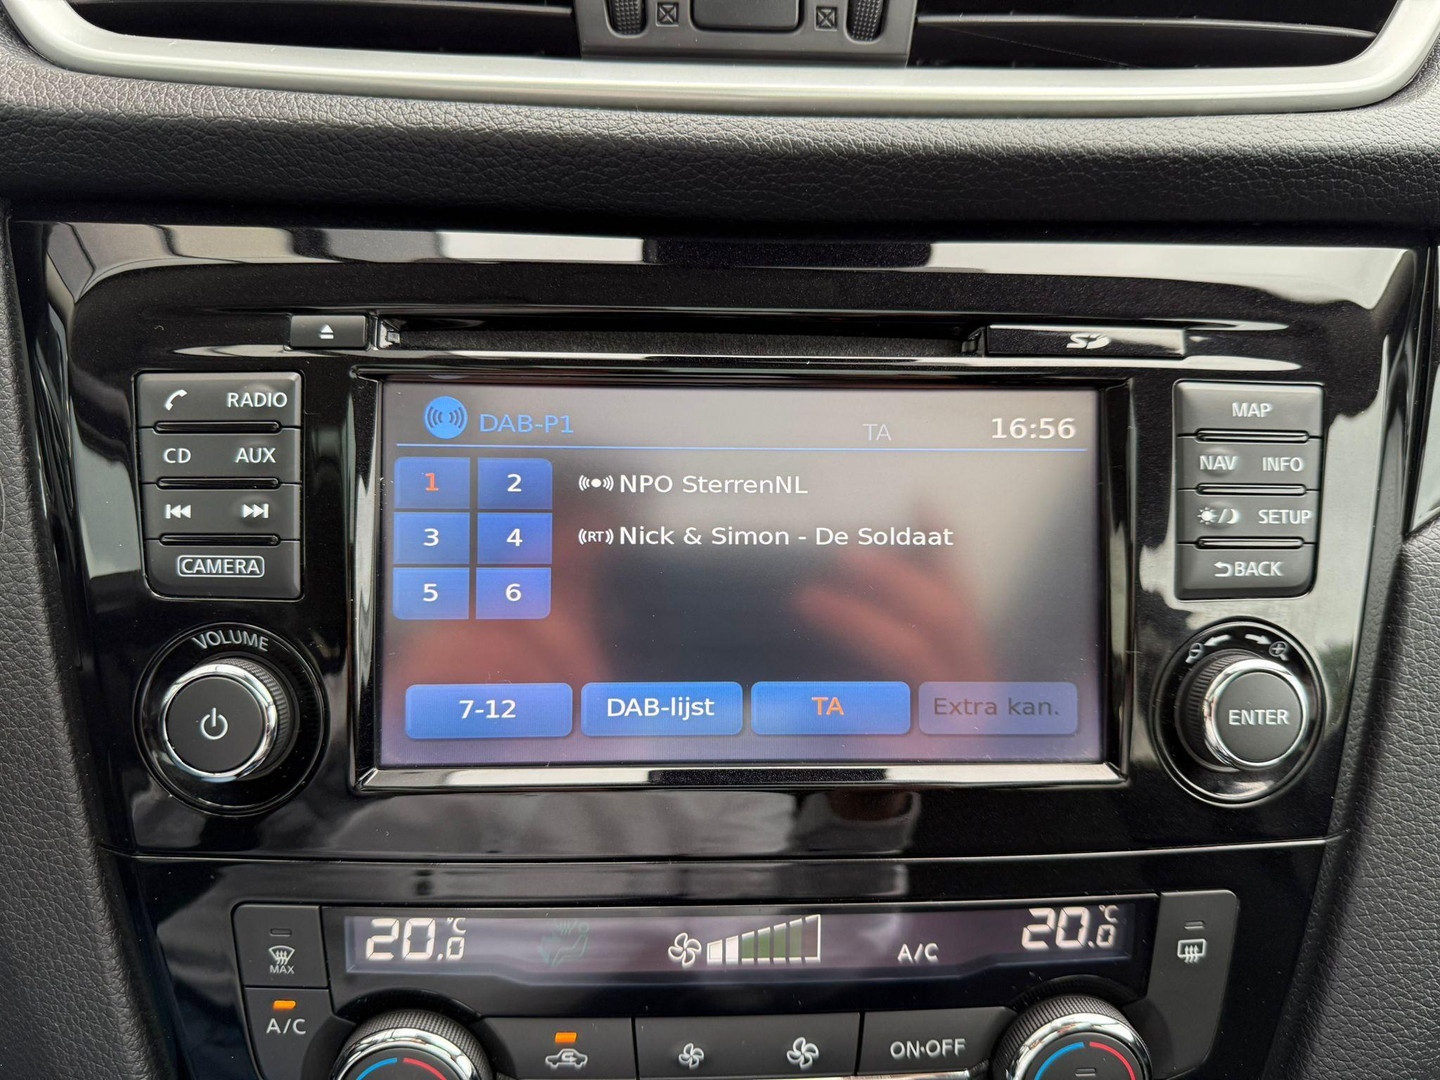 SD
RADIO
CD AUX
CAMERA
VOLUME
DAB-P1 TA 16:56
1 2 NPO SterrenNL
3 4 (RT) Nick & Simon - De Soldaat
5 6
7-12 DAB-lijst TA Extra kan.
MAP
NAV INFO
SETUP
BACK
ENTER
MAX
20.0 °C A/C 20.0 °C
A/C
ON·OFF